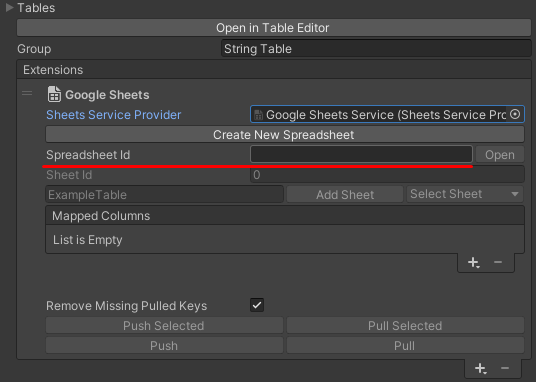 Tables
Open in Table Editor
Group String Table
Extensions
Google Sheets
Sheets Service Provider Google Sheets Service (Sheets Service Pro
Create New Spreadsheet
Spreadsheet Id Open
Sheet Id 0
ExampleTable Add Sheet Select Sheet
Mapped Columns
List is Empty
Remove Missing Pulled Keys
Push Selected Pull Selected
Push Pull